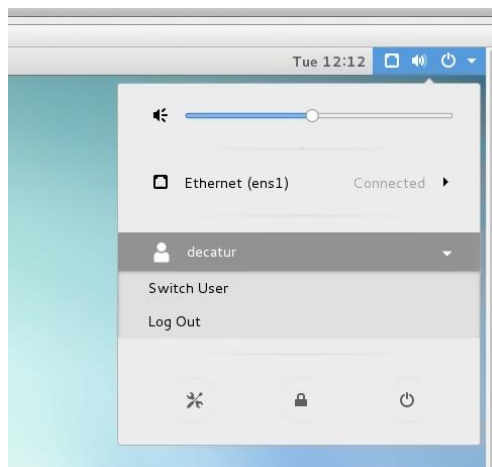 Tue 12:12
Ethernet (ens1) Connected
decatur
Switch User
Log Out